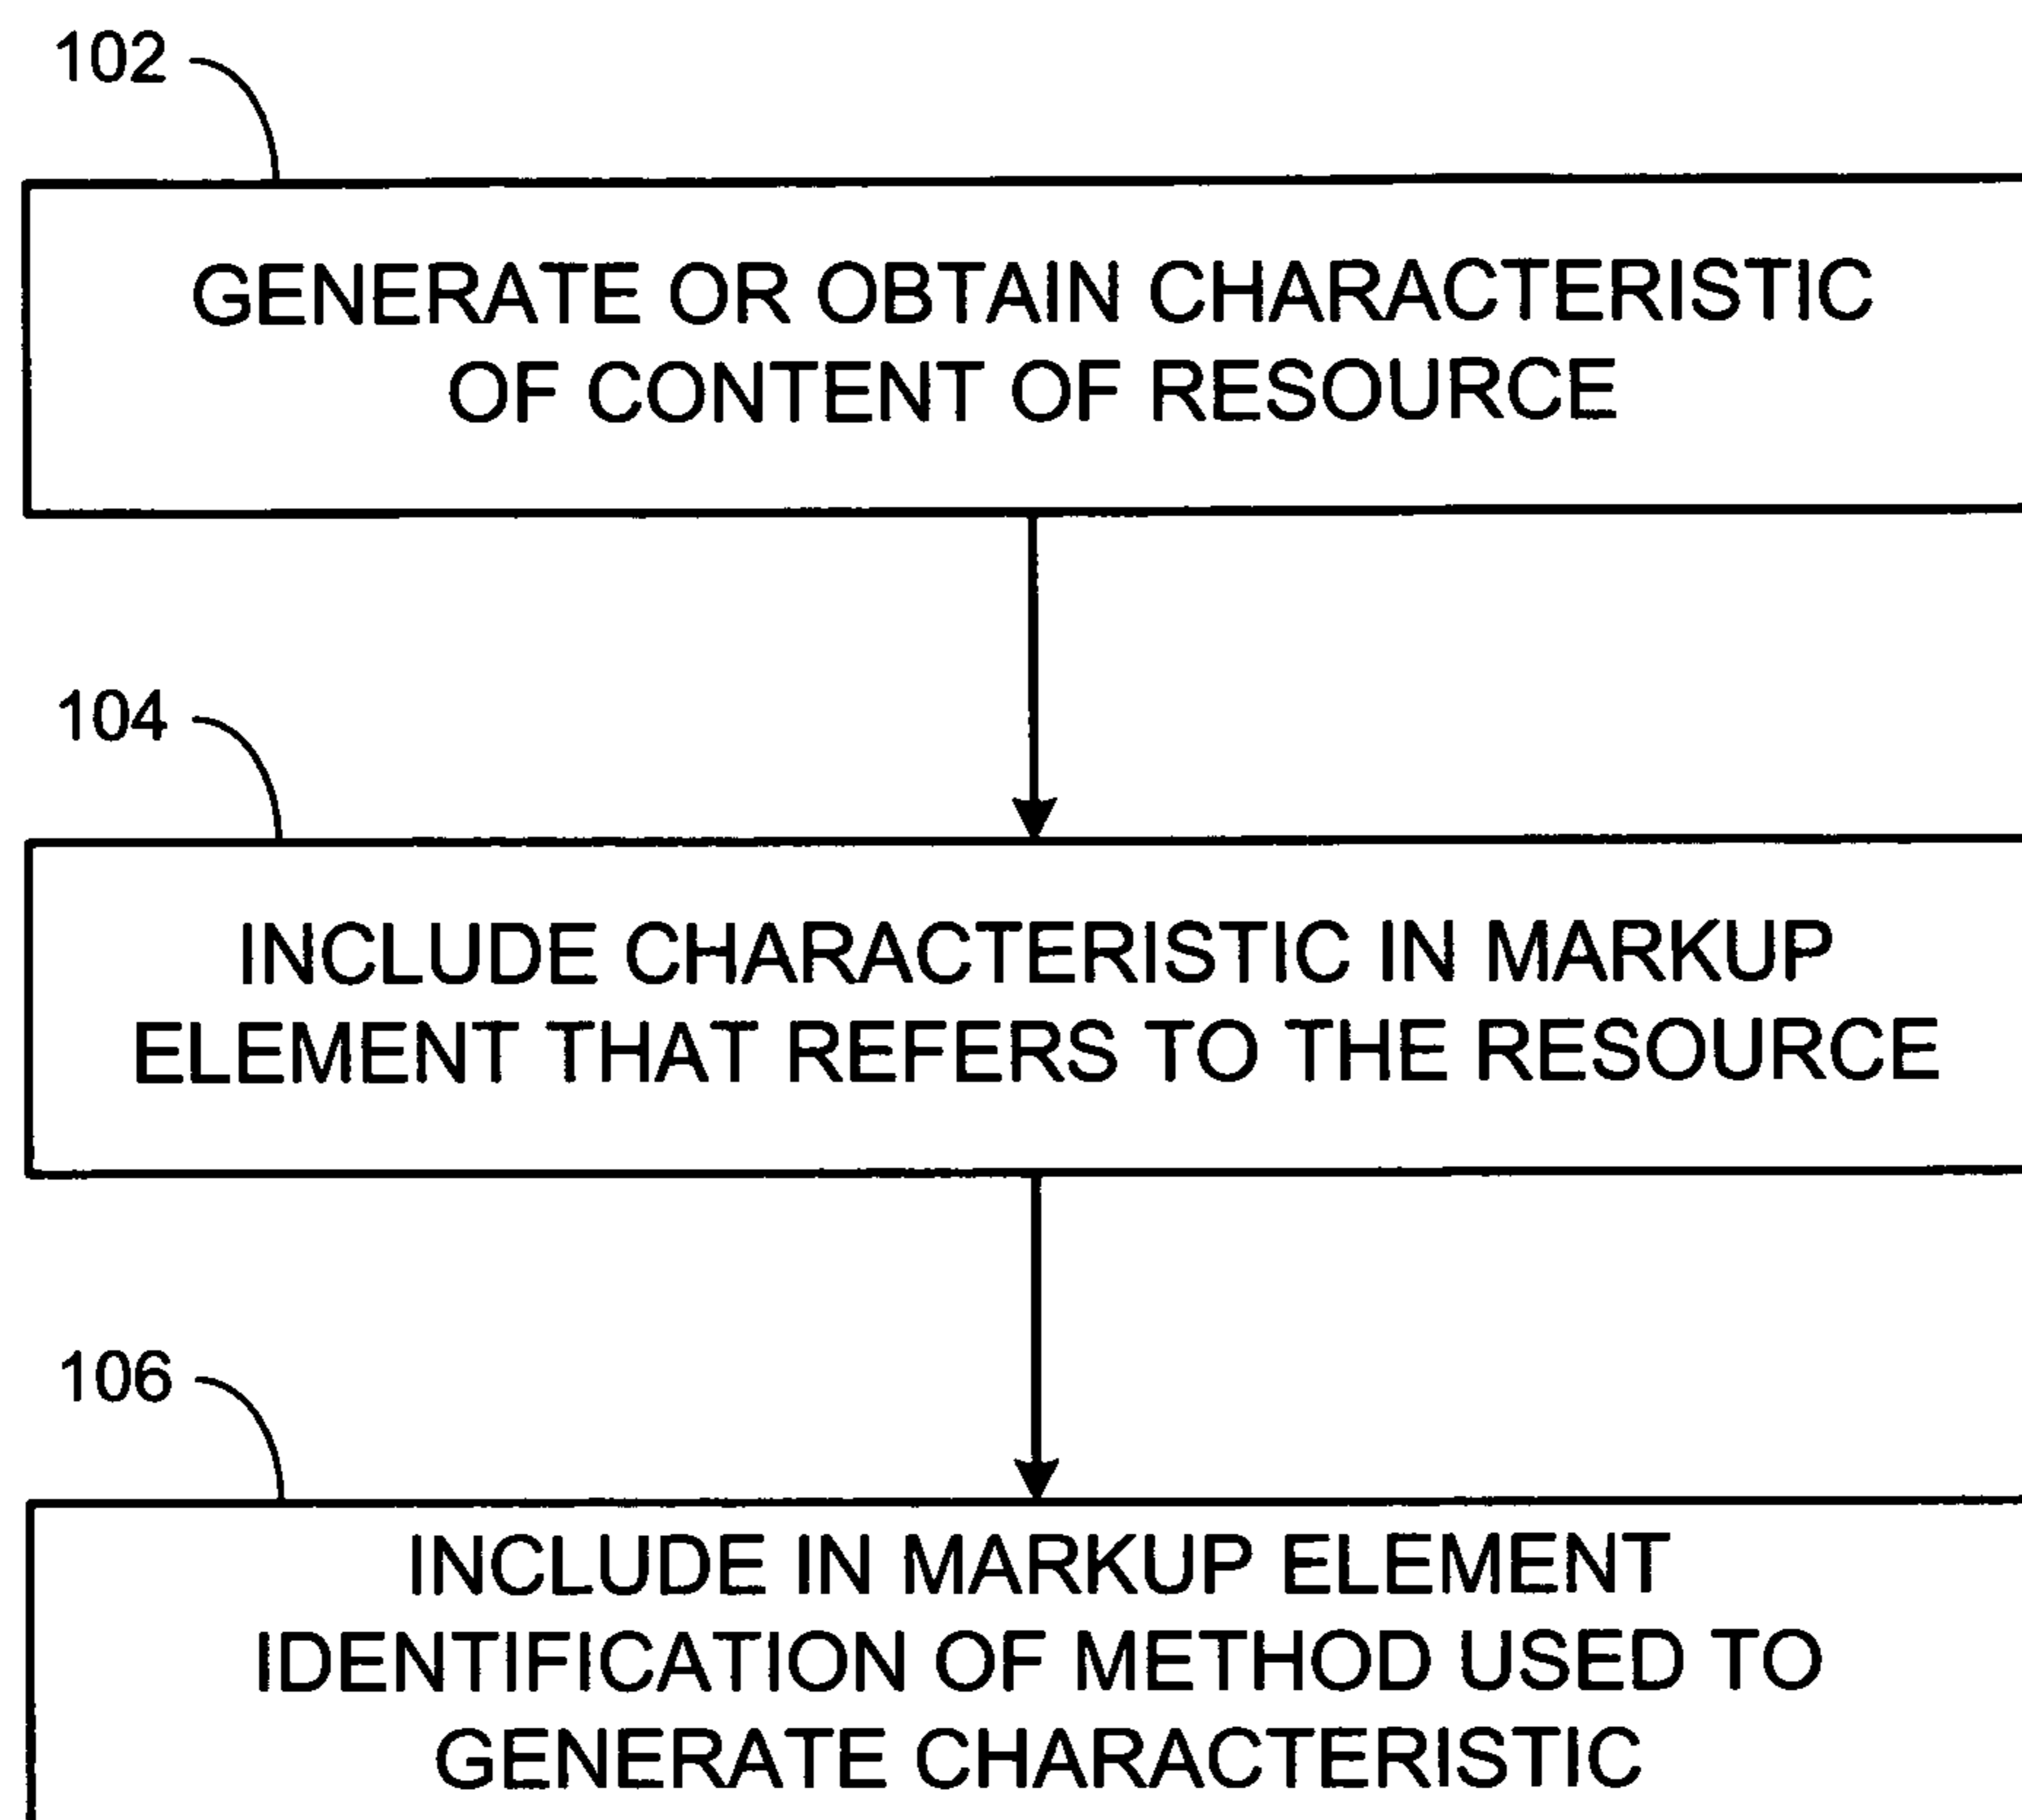 102
GENERATE OR OBTAIN CHARACTERISTIC
OF CONTENT OF RESOURCE
104
INCLUDE CHARACTERISTIC IN MARKUP
ELEMENT THAT REFERS TO THE RESOURCE
106
INCLUDE IN MARKUP ELEMENT
IDENTIFICATION OF METHOD USED TO
GENERATE CHARACTERISTIC